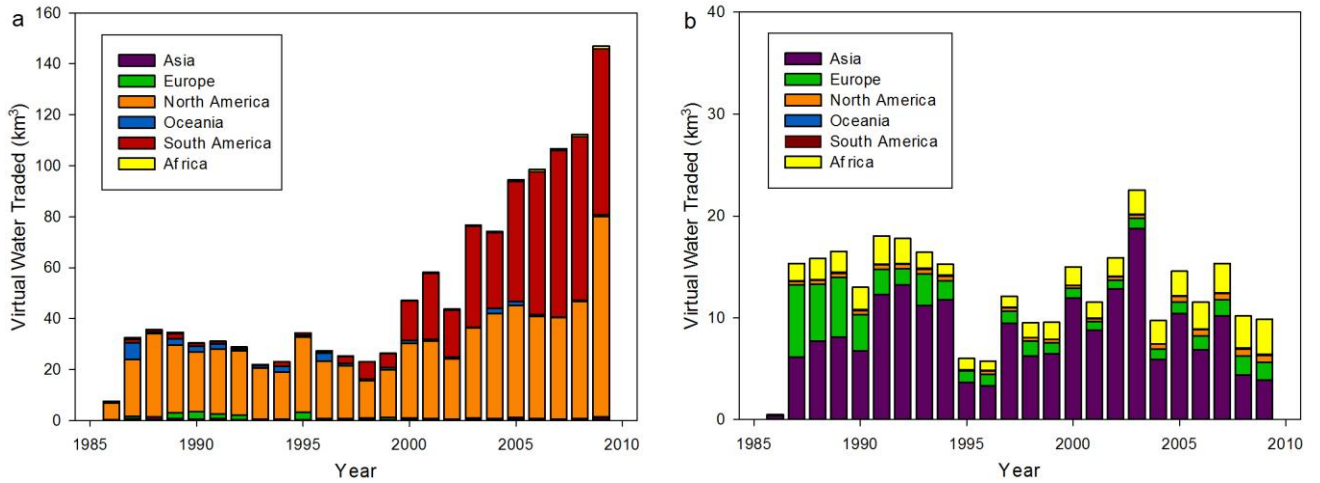 a
160
140
120
100
80
60
40
20
0
Virtual Water Traded (km³)
Asia
Europe
North America
Oceania
South America
Africa
1985
1990
1995
2000
2005
2010
Year
b
40
30
20
10
0
Virtual Water Traded (km³)
Asia
Europe
North America
Oceania
South America
Africa
1985
1990
1995
2000
2005
2010
Year